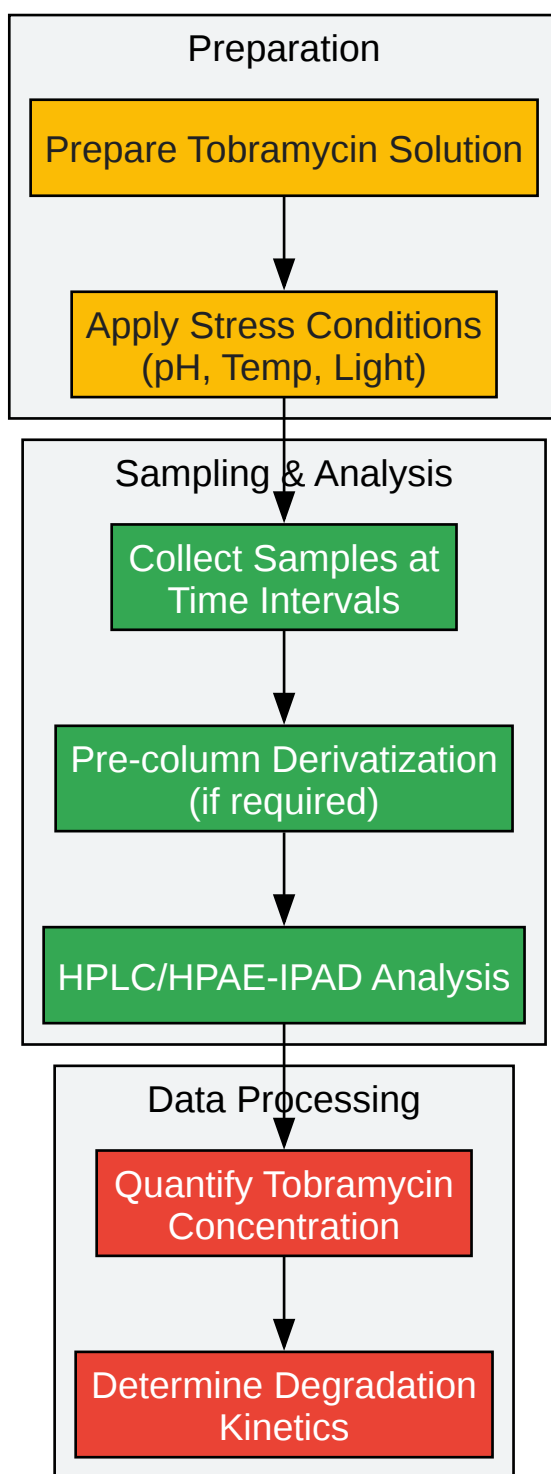 Preparation
Prepare Tobramycin Solution
Apply Stress Conditions
(pH, Temp, Light)
Sampling & Analysis
Collect Samples at
Time Intervals
Pre-column Derivatization
(if required)
HPLC/HPAE-IPAD Analysis
Data Processing
Quantify Tobramycin
Concentration
Determine Degradation
Kinetics